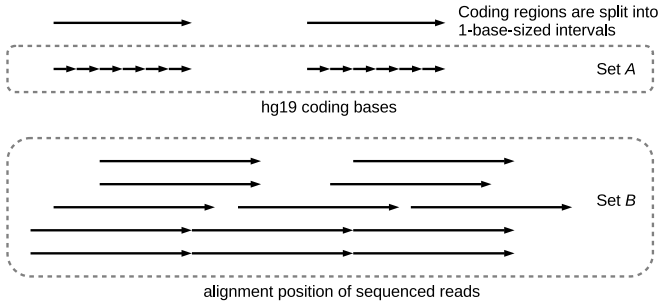 Coding regions are split into
1-base-sized intervals
Set A
hg19 coding bases
Set B
alignment position of sequenced reads